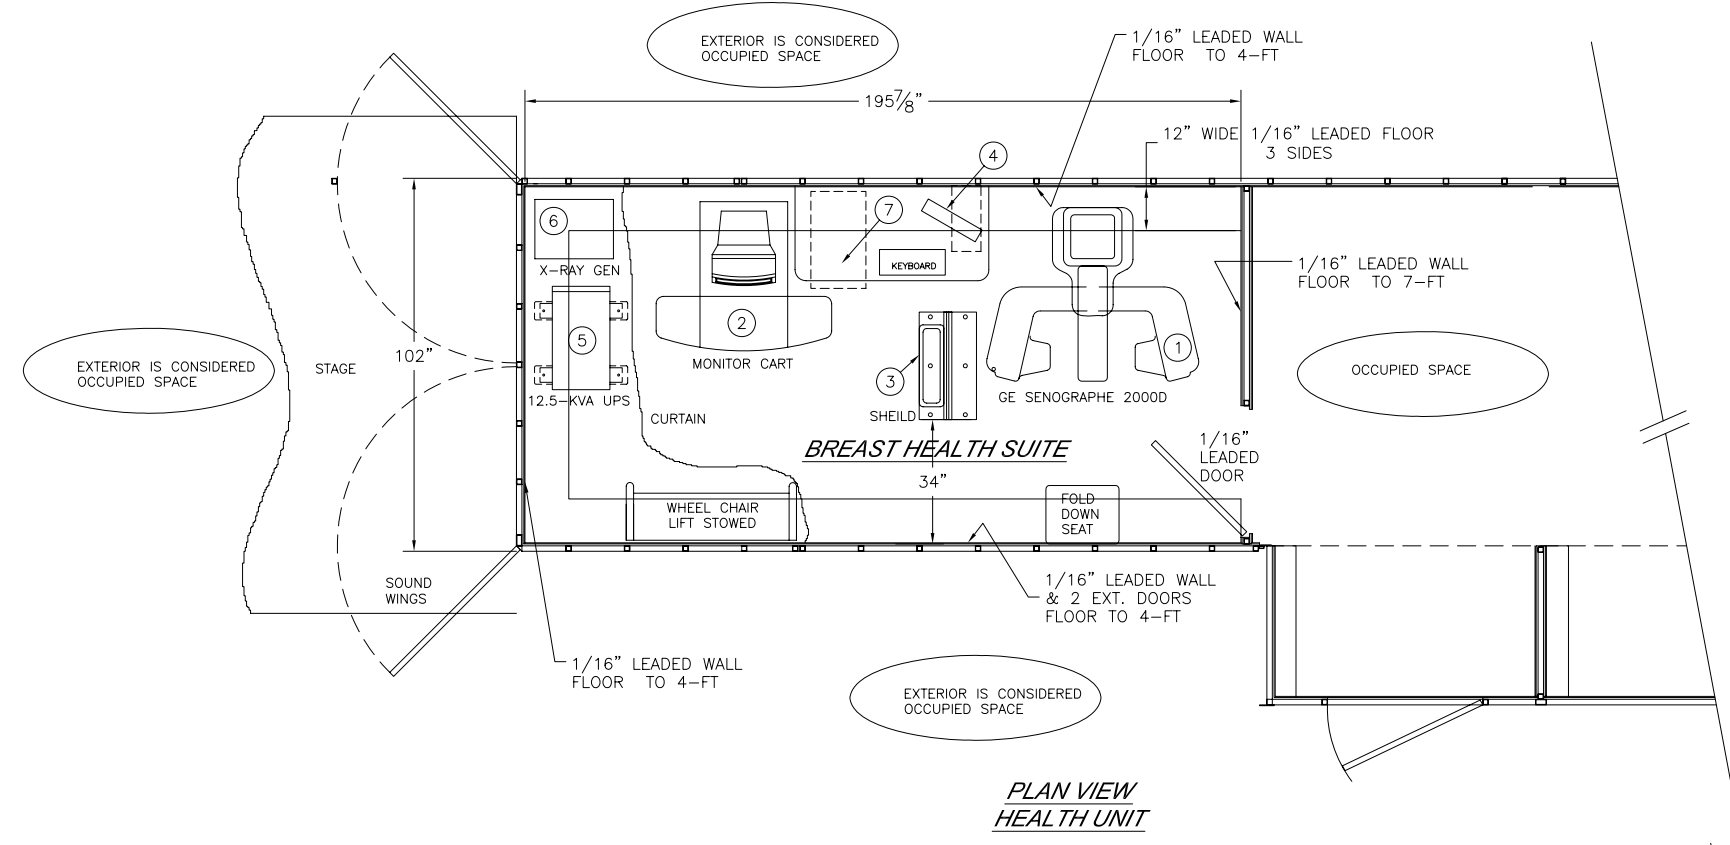 EXTERIOR IS CONSIDERED
OCCUPIED SPACE
1/16” LEADED WALL
FLOOR TO 4-FT
195 7/8”
12” WIDE 1/16” LEADED FLOOR
3 SIDES
4
6
7
X-RAY GEN
KEYBOARD
1/16” LEADED WALL
FLOOR TO 7-FT
2
5
1
3
102”
EXTERIOR IS CONSIDERED
OCCUPIED SPACE
STAGE
MONITOR CART
OCCUPIED SPACE
12.5-KVA UPS
GE SENOGRAPHE 2000D
SHEILD
CURTAIN
BREAST HEALTH SUITE
1/16”
LEADED
DOOR
34”
WHEEL CHAIR
LIFT STOWED
FOLD
DOWN
SEAT
SOUND
WINGS
1/16” LEADED WALL
& 2 EXT. DOORS
FLOOR TO 4-FT
1/16” LEADED WALL
FLOOR TO 4-FT
EXTERIOR IS CONSIDERED
OCCUPIED SPACE
PLAN VIEW
HEALTH UNIT